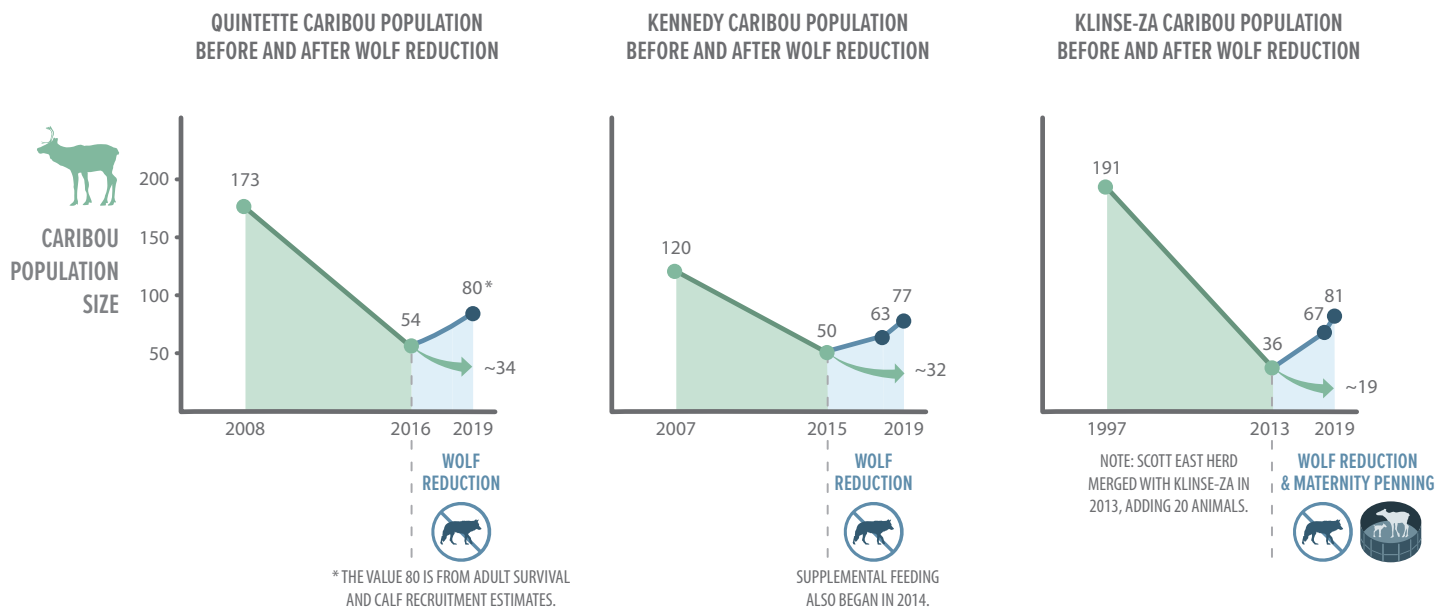 QUINTETTE CARIBOU POPULATION
BEFORE AND AFTER WOLF REDUCTION
KENNEDY CARIBOU POPULATION
BEFORE AND AFTER WOLF REDUCTION
KLINSE-ZA CARIBOU POPULATION
BEFORE AND AFTER WOLF REDUCTION
CARIBOU
POPULATION
SIZE
200
150
100
50
173
54
80*
~34
2008
2016
2019
WOLF
REDUCTION
* THE VALUE 80 IS FROM ADULT SURVIVAL
AND CALF RECRUITMENT ESTIMATES.
120
50
63
77
~32
2007
2015
2019
WOLF
REDUCTION
SUPPLEMENTAL FEEDING
ALSO BEGAN IN 2014.
191
36
67
81
~19
1997
2013
2019
NOTE: SCOTT EAST HERD
MERGED WITH KLINSE-ZA IN
2013, ADDING 20 ANIMALS.
WOLF REDUCTION
& MATERNITY PENNING